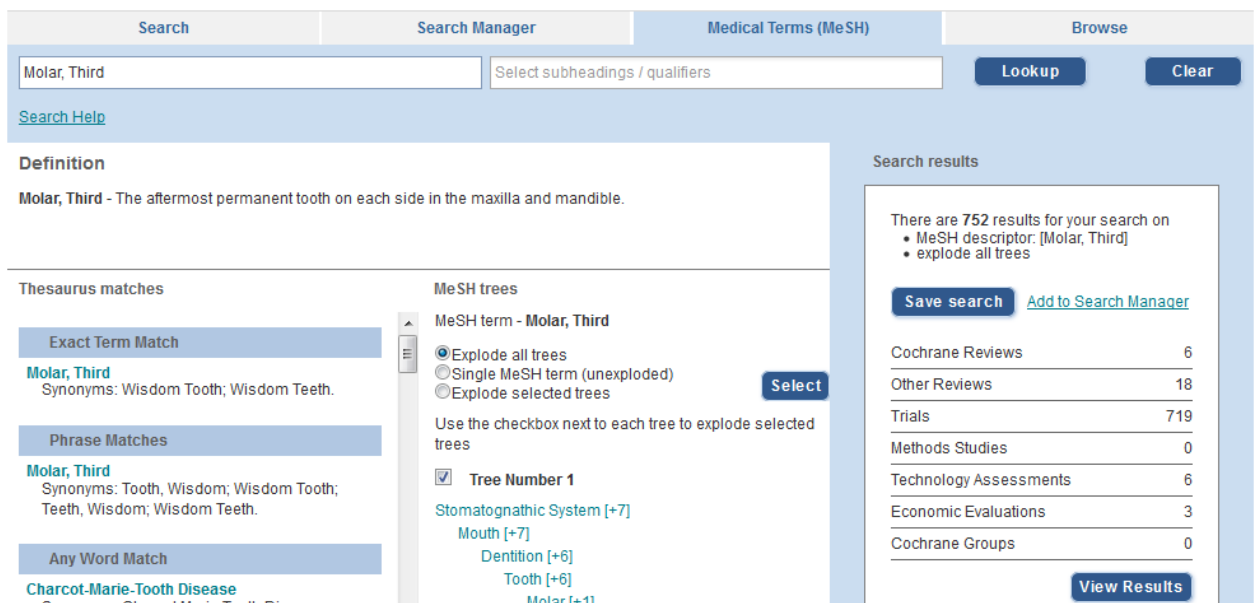 Search
Search Manager
Medical Terms (MeSH)
Browse
Molar, Third
Select subheadings / qualifiers
Lookup
Clear
Search Help
Definition
Molar, Third - The aftermost permanent tooth on each side in the maxilla and mandible.
Thesaurus matches
Exact Term Match
Molar, Third
Synonyms: Wisdom Tooth; Wisdom Teeth.
Phrase Matches
Molar, Third
Synonyms: Tooth, Wisdom; Wisdom Tooth;
Teeth, Wisdom; Wisdom Teeth.
Any Word Match
Charcot-Marie-Tooth Disease
MeSH trees
MeSH term - Molar, Third
Explode all trees
Single MeSH term (unexploded)
Explode selected trees
Select
Use the checkbox next to each tree to explode selected
trees
Tree Number 1
Stomatognathic System [+7]
Mouth [+7]
Dentition [+6]
Tooth [+6]
Molar [+1]
Search results
There are 752 results for your search on
• MeSH descriptor: [Molar, Third]
• explode all trees
Save search
Add to Search Manager
Cochrane Reviews 6
Other Reviews 18
Trials 719
Methods Studies 0
Technology Assessments 6
Economic Evaluations 3
Cochrane Groups 0
View Results